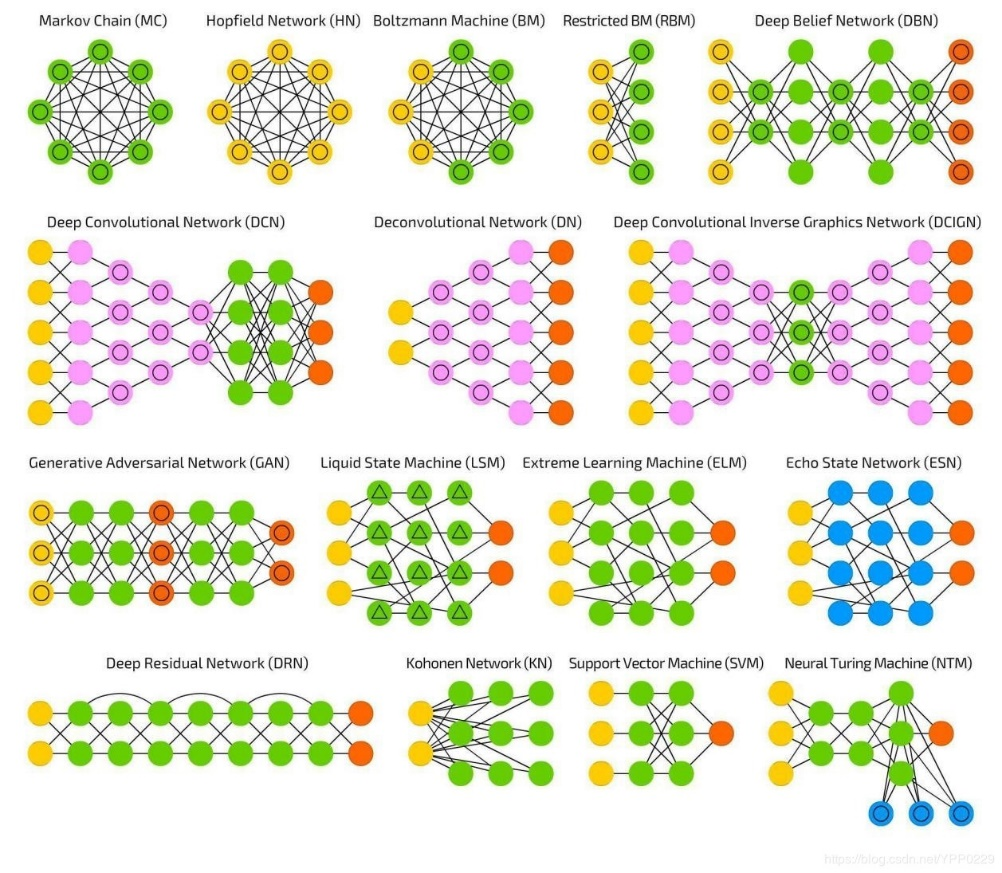 Markov Chain (MC)
Hopfield Network (HN)
Boltzmann Machine (BM)
Restricted BM (RBM)
Deep Belief Network (DBN)
Deep Convolutional Network (DCN)
Deconvolutional Network (DN)
Deep Convolutional Inverse Graphics Network (DCIGN)
Generative Adversarial Network (GAN)
Liquid State Machine (LSM)
Extreme Learning Machine (ELM)
Echo State Network (ESN)
Deep Residual Network (DRN)
Kohonen Network (KN)
Support Vector Machine (SVM)
Neural Turing Machine (NTM)
https://blog.csdn.net/YPP0229